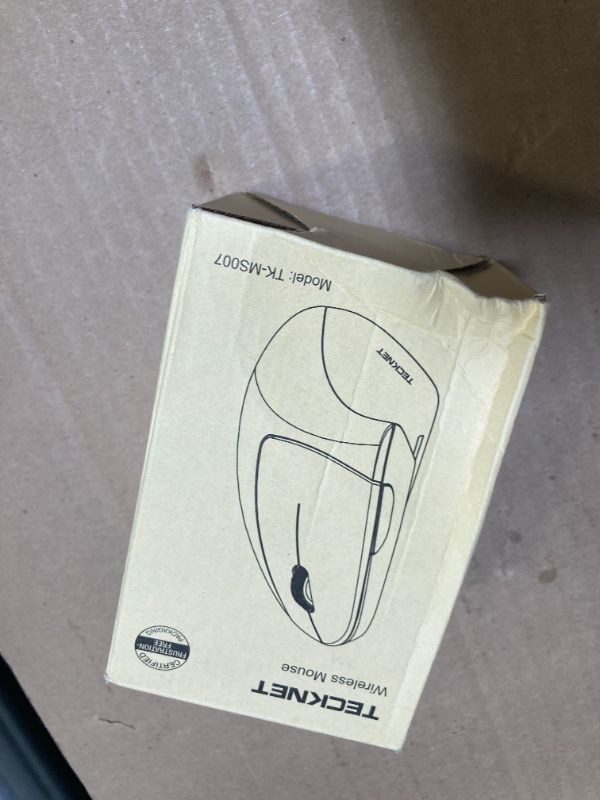 TECKNET
Wireless Mouse
CERTIFIED
FRUSTRATION-
FREE
PACKAGING
TECKNET
Model: TK-MS007